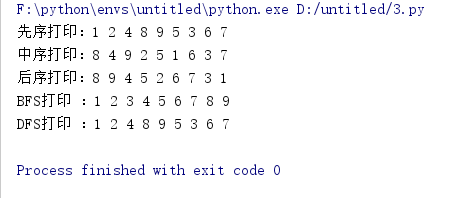 F:\python\envs\untitled\python.exe D:/untitled/3.py
先序打印：1 2 4 8 9 5 3 6 7
中序打印：8 4 9 2 5 1 6 3 7
后序打印：8 9 4 5 2 6 7 3 1
BFS打印 ：1 2 3 4 5 6 7 8 9
DFS打印 ：1 2 4 8 9 5 3 6 7
Process finished with exit code 0